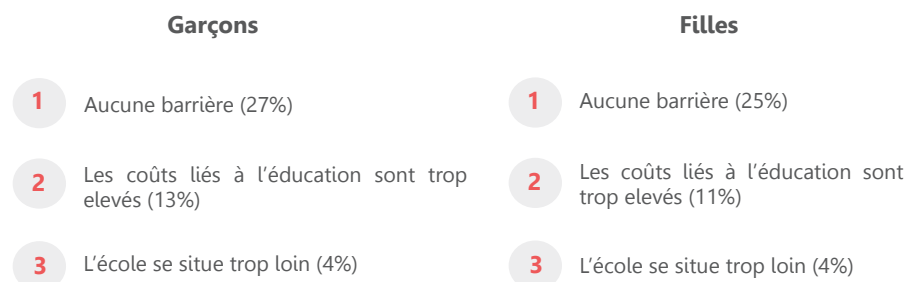 Garçons
1 Aucune barrière (27%)
2 Les coûts liés à l'éducation sont trop
elevés (13%)
3 L'école se situe trop loin (4%)
Filles
1 Aucune barrière (25%)
2 Les coûts liés à l'éducation sont
trop elevés (11%)
3 L'école se situe trop loin (4%)